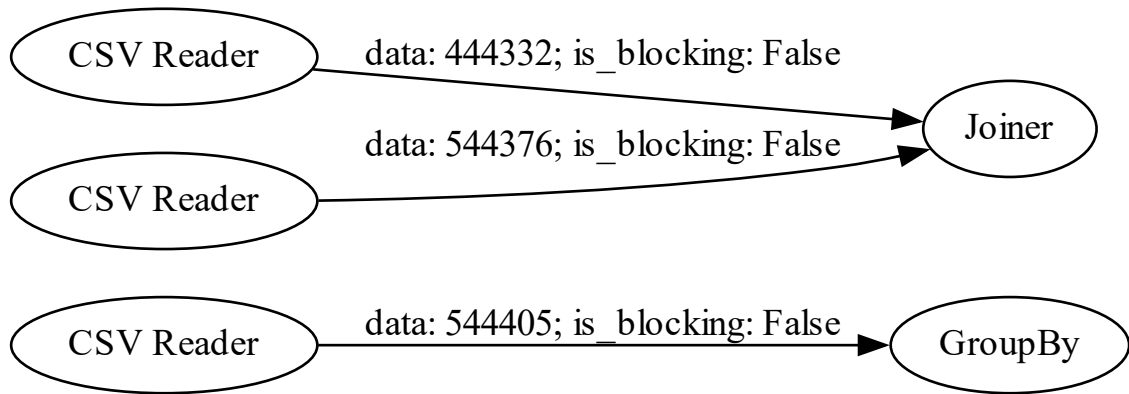 CSV Reader
data: 444332; is_blocking: False
Joiner
data: 544376; is_blocking: False
CSV Reader
CSV Reader
data: 544405; is_blocking: False
GroupBy